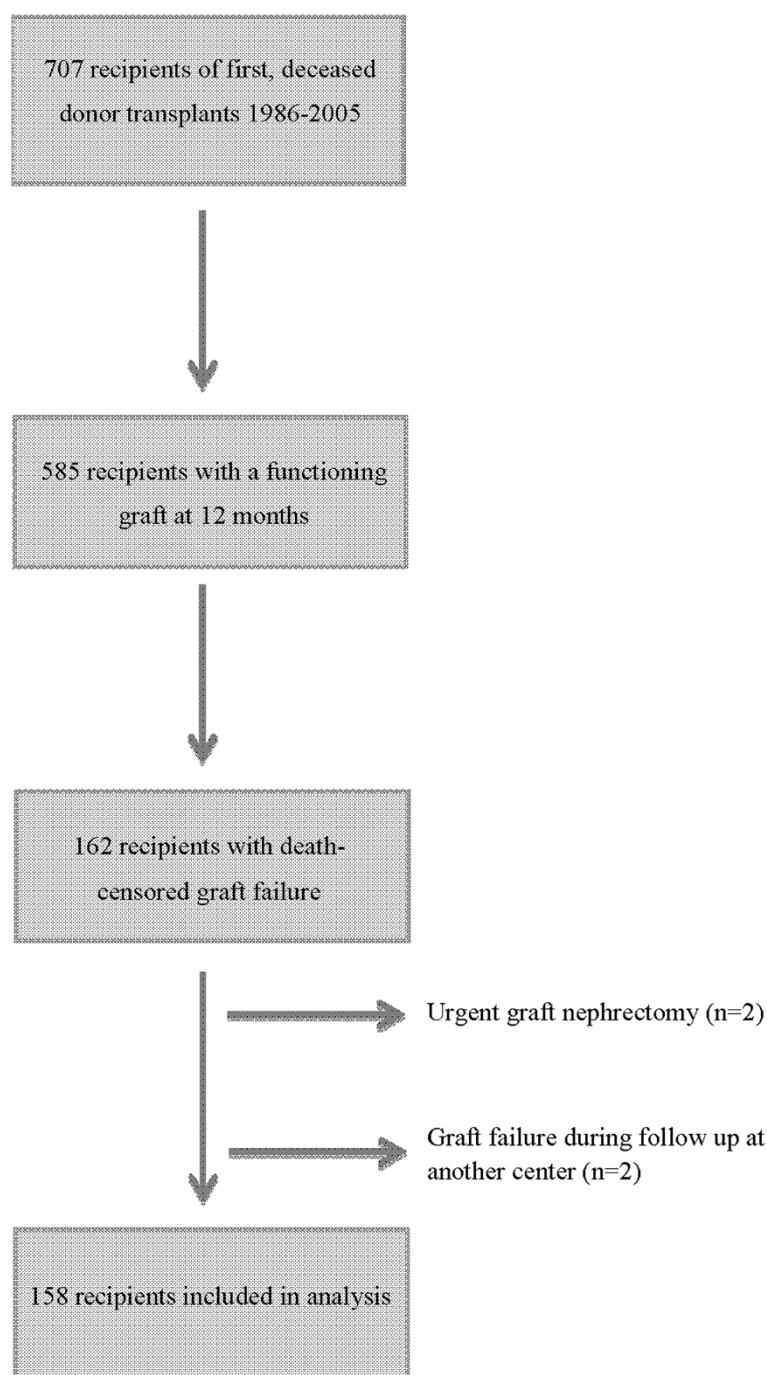 707 recipients of first, deceased
donor transplants 1986-2005
585 recipients with a functioning
graft at 12 months
162 recipients with death-
censored graft failure
Urgent graft nephrectomy (n=2)
Graft failure during follow up at
another center (n=2)
158 recipients included in analysis